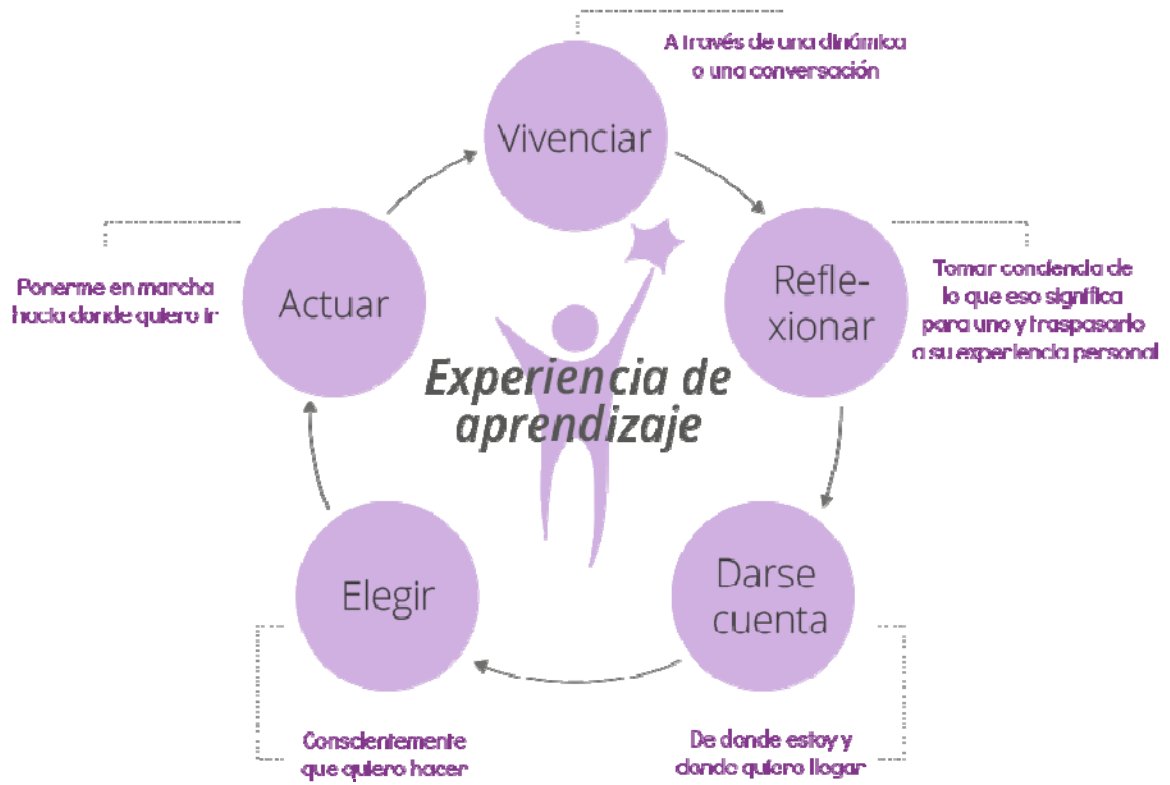 A través de una dinámica
o una conversación
Vivenciar
Refle-
xionar
Tomar conciencia de
lo que eso significa
para uno y traspasarlo
a su experiencia personal
Darse
cuenta
De donde estoy y
donde quiero llegar
Elegir
Conscientemente
que quiero hacer
Actuar
Ponerme en marcha
hacia donde quiero ir
Experiencia de
aprendizaje